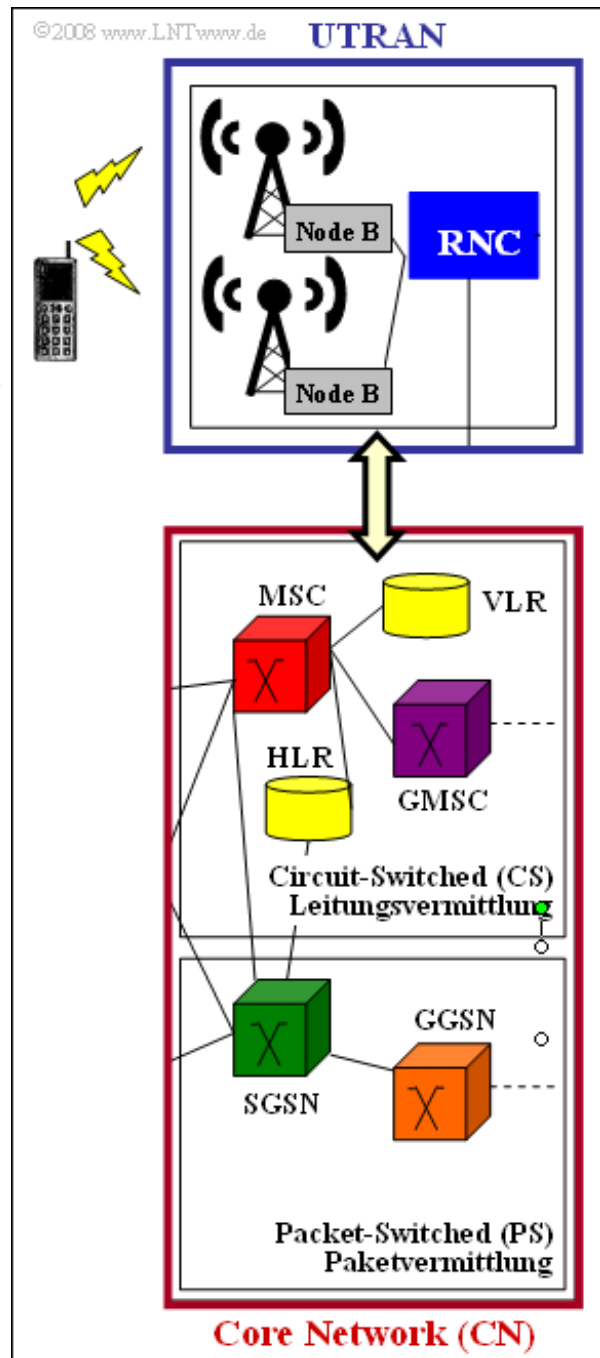 ©2008 www.LNTwww.de
UTRAN
Node B
RNC
Node B
MSC
VLR
HLR
GMSC
Circuit-Switched (CS)
Leitungsvermittlung
GGSN
SGSN
Packet-Switched (PS)
Paketvermittlung
Core Network (CN)